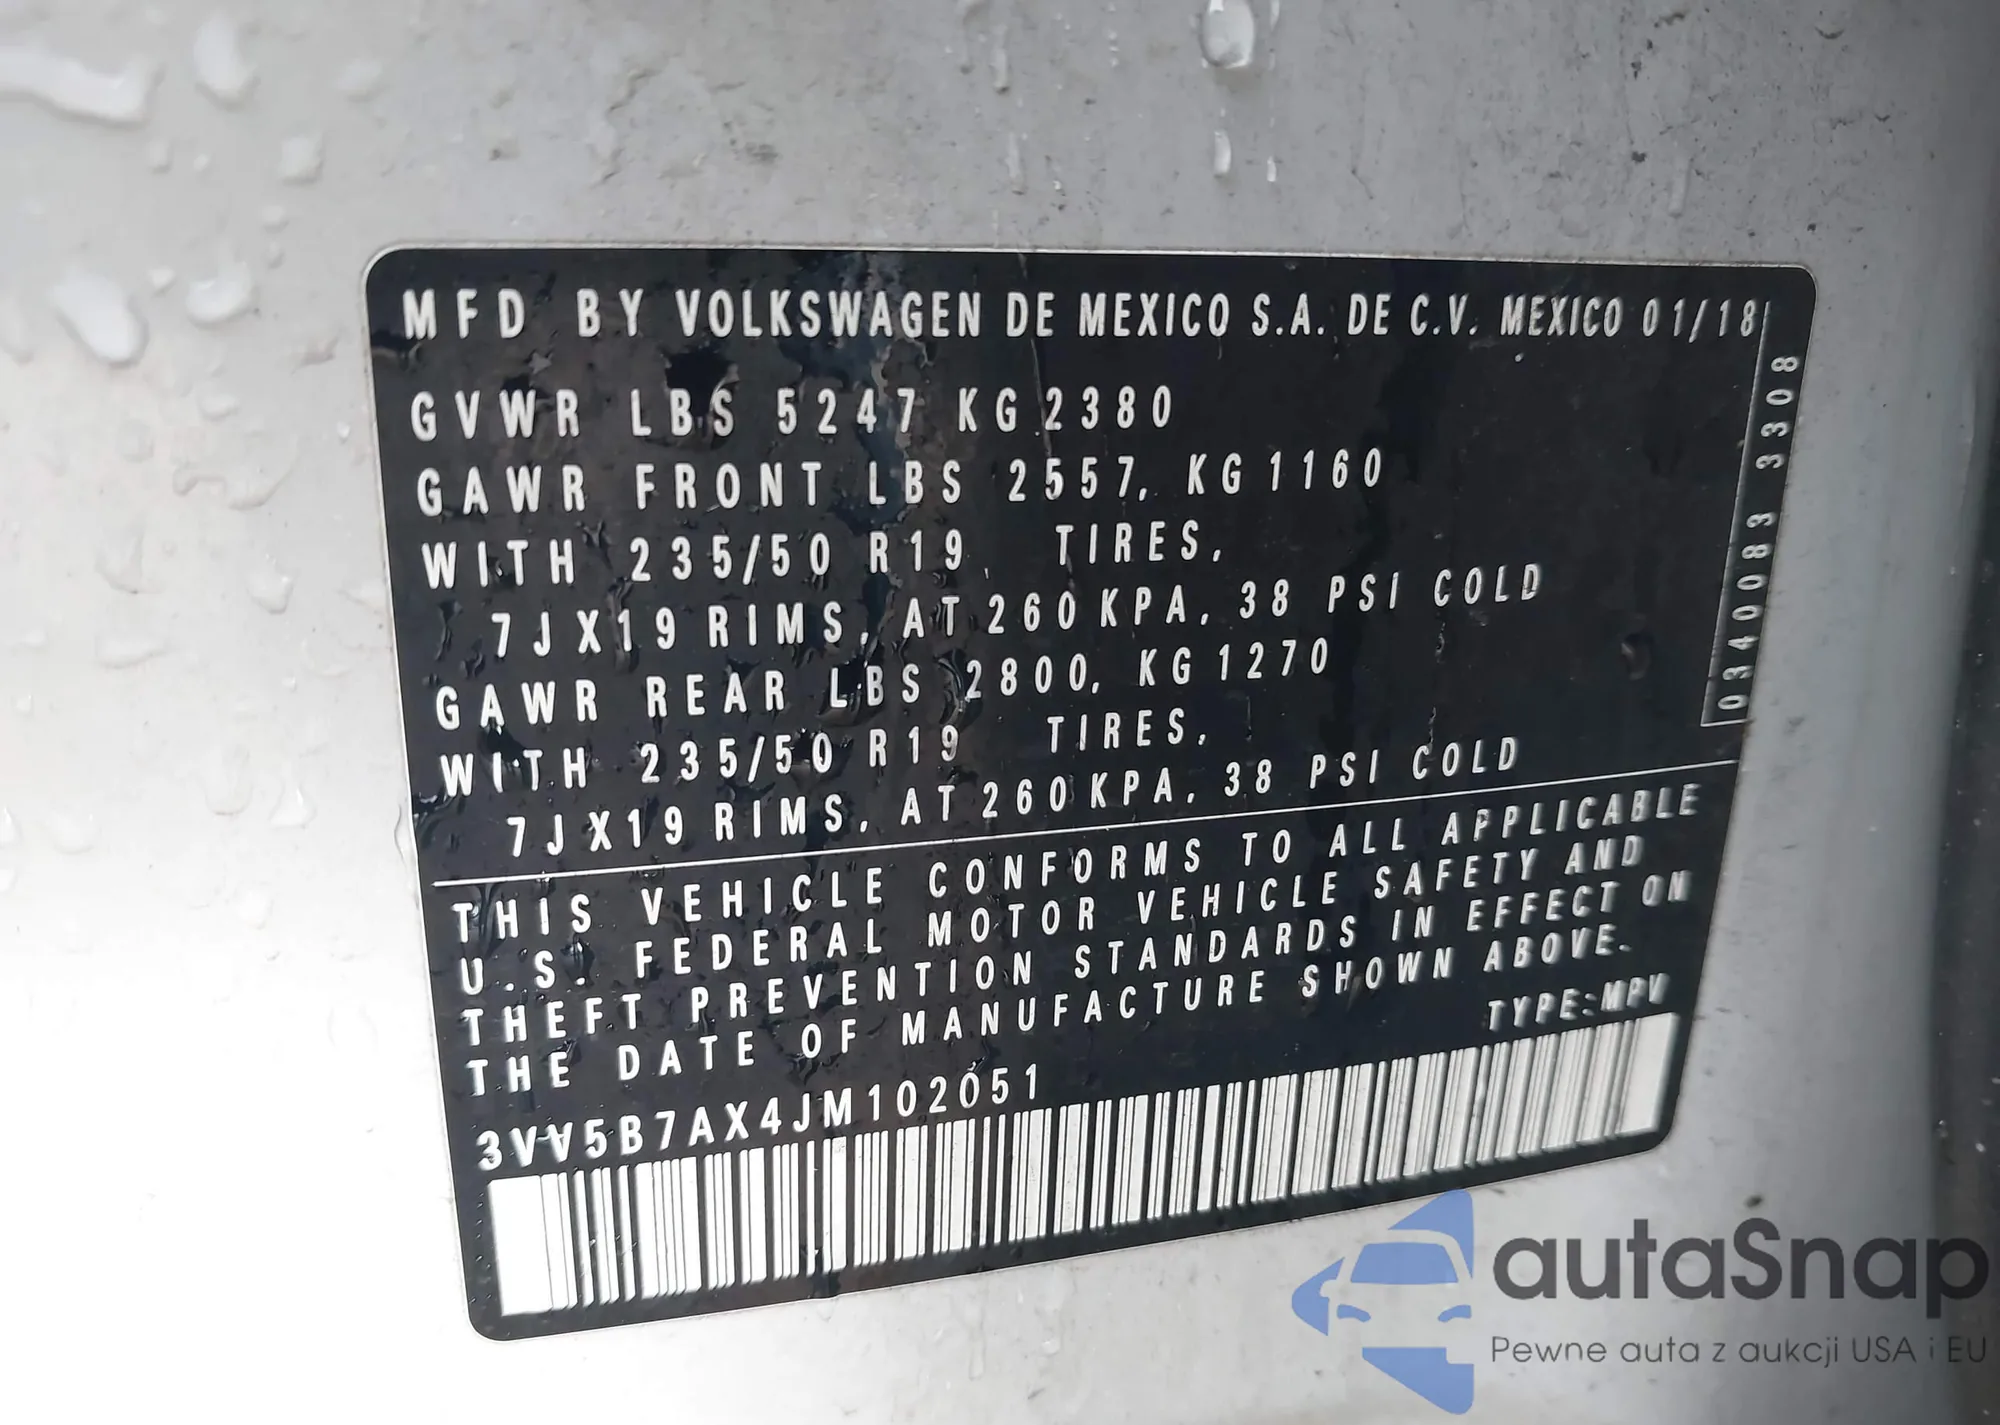 MFD BY VOLKSWAGEN DE MEXICO S.A. DE C.V. MEXICO 01/18
GVWR LBS 5247 KG 2380
GAWR FRONT LBS 2557, KG 1160
WITH 235/50 R19 TIRES,
7JX19 RIMS, AT 260 KPA, 38 PSI COLD
GAWR REAR LBS 2800, KG 1270
WITH 235/50 R19 TIRES,
7JX19 RIMS, AT 260 KPA, 38 PSI COLD
0340083 3308
THIS VEHICLE CONFORMS TO ALL APPLICABLE
U.S. FEDERAL MOTOR VEHICLE SAFETY AND
THEFT PREVENTION STANDARDS IN EFFECT ON
THE DATE OF MANUFACTURE SHOWN ABOVE.
TYPE:MPV
3VV5B7AX4JM102051
autaSnap
Pewne auta z aukcji USA i EU